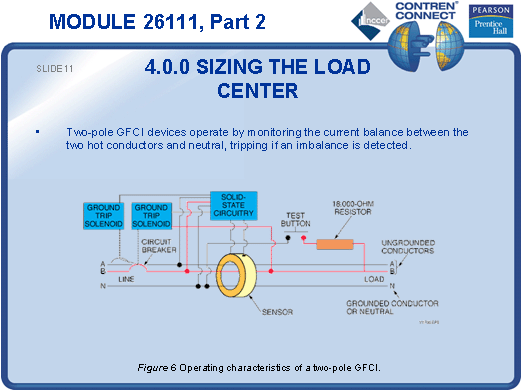 MODULE 26111, Part 2
nccer
CONTREN®
CONNECT
PEARSON
Prentice
Hall
SLIDE 11
4.0.0 SIZING THE LOAD
CENTER
• Two-pole GFCI devices operate by monitoring the current balance between the
two hot conductors and neutral, tripping if an imbalance is detected.
GROUND
TRIP
SOLENOID
GROUND
TRIP
SOLENOID
SOLID-
STATE
CIRCUITRY
TEST
BUTTON
18,000-OHM
RESISTOR
CIRCUIT
BREAKER
UNGROUNDED
CONDUCTORS
A
B
N
LINE
LOAD
A
B
N
SENSOR
GROUNDED CONDUCTOR
OR NEUTRAL
Figure 6 Operating characteristics of a two-pole GFCI.